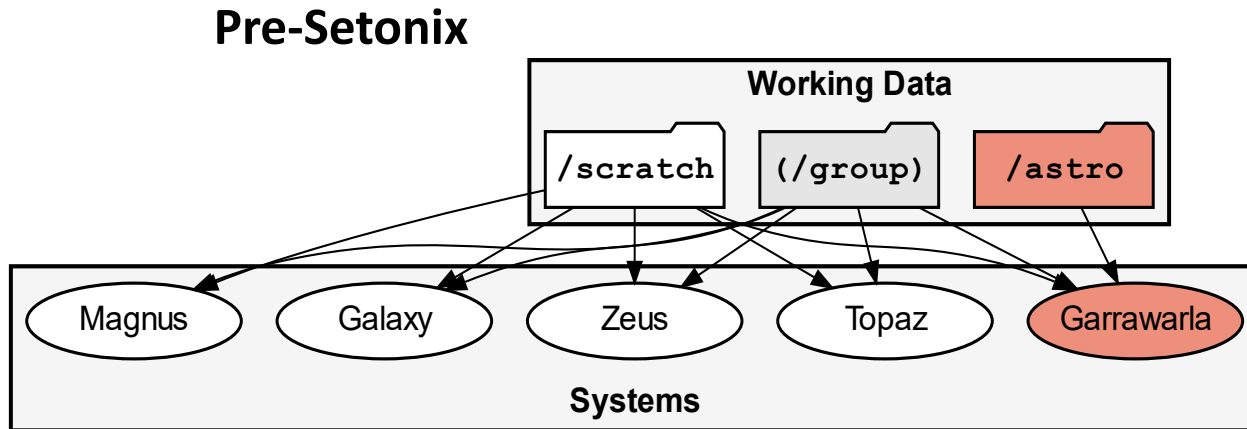 Pre-Setonix
Working Data
/scratch
(/group)
/astro
Magnus
Galaxy
Zeus
Topaz
Garrawarla
Systems